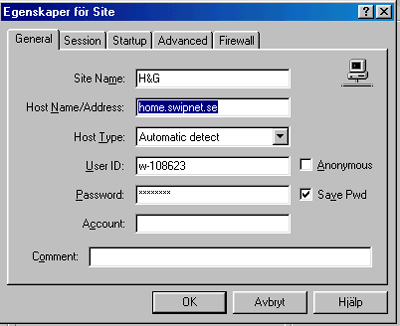 Egenskaper för Site
General Session Startup Advanced Firewall
Site Name: H&G
Host Name/Address: home.swipnet.se
Host Type: Automatic detect
User ID: w-108623 Anonymous
Password: ******** Save Pwd
Account:
Comment:
OK Avbryt Hjälp